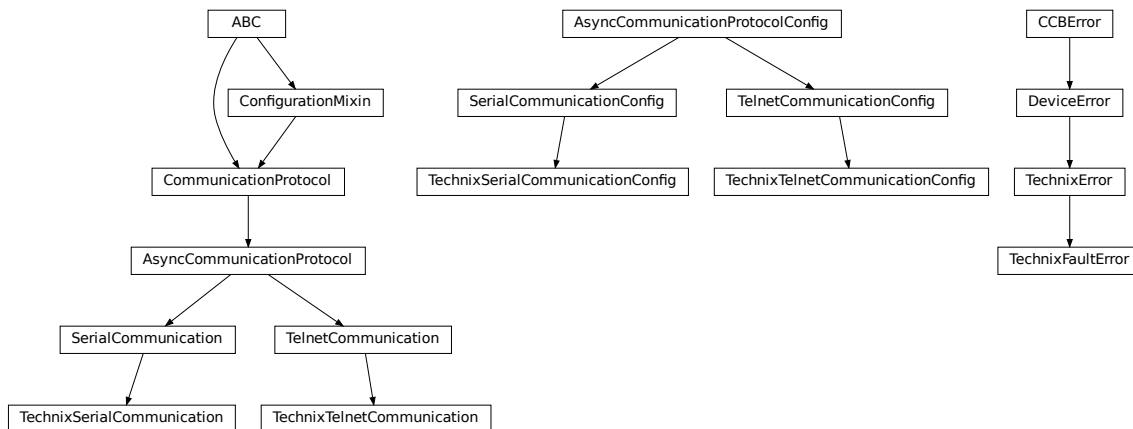 ABC
AsyncCommunicationProtocolConfig
CCBError
ConfigurationMixin
SerialCommunicationConfig
TelnetCommunicationConfig
DeviceError
CommunicationProtocol
TechnixSerialCommunicationConfig
TechnixTelnetCommunicationConfig
TechnixError
AsyncCommunicationProtocol
TechnixFaultError
SerialCommunication
TelnetCommunication
TechnixSerialCommunication
TechnixTelnetCommunication